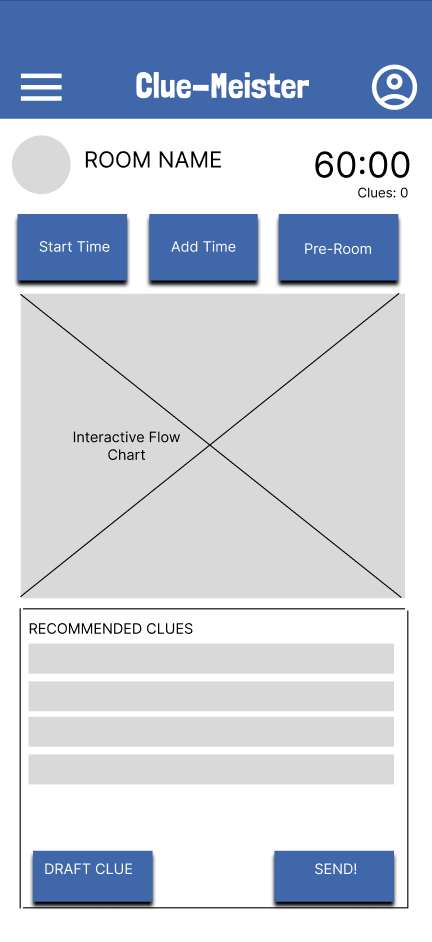 Clue-Meister
ROOM NAME
60:00
Clues: 0
Start Time
Add Time
Pre-Room
Interactive Flow
Chart
RECOMMENDED CLUES
DRAFT CLUE
SEND!